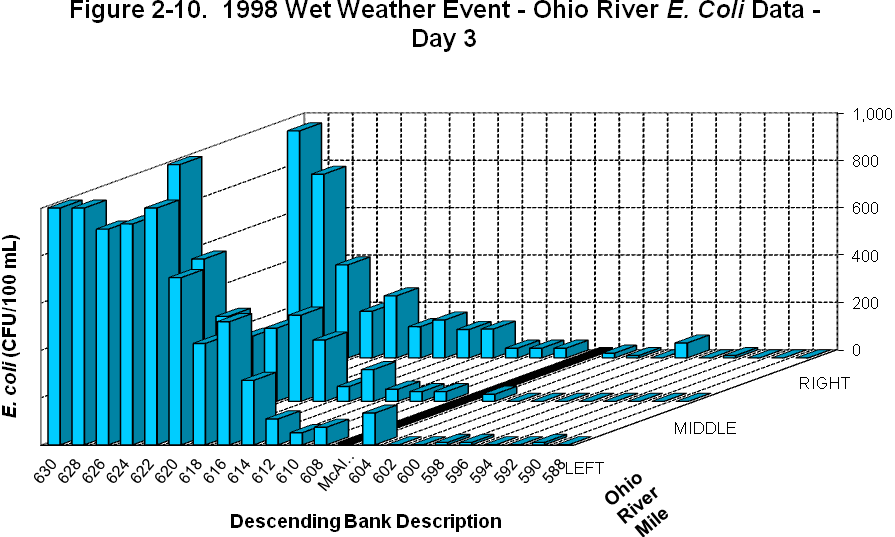 Figure 2-10. 1998 Wet Weather Event - Ohio River E. Coli Data -
Day 3
1,000
800
600
400
200
0
RIGHT
MIDDLE
LEFT
E. coli (CFU/100 mL)
630
628
626
624
622
620
618
616
614
612
610
608
McAl..
604
602
600
598
596
594
592
590
588
Ohio
River
Mile
Descending Bank Description